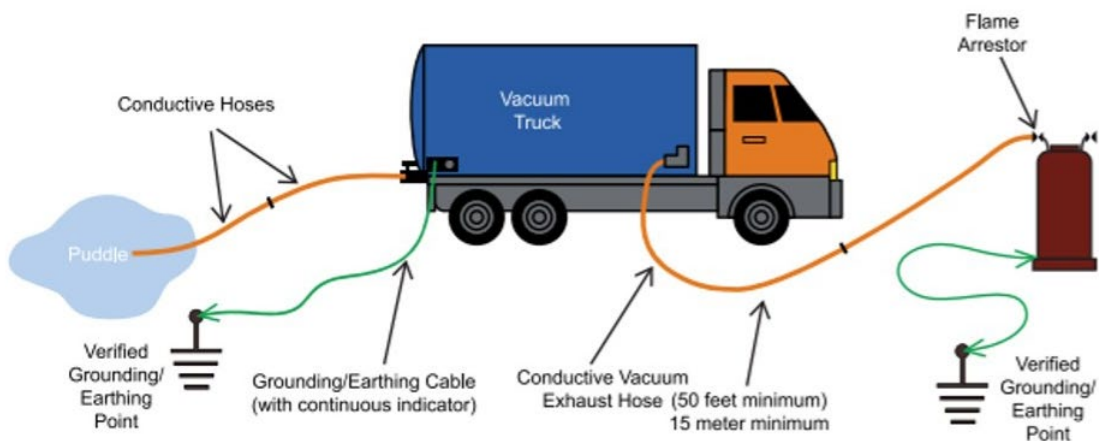 Flame
Arrestor
Conductive Hoses
Vacuum
Truck
Puddle
Verified
Grounding/
Earthing
Point
Grounding/Earthing Cable
(with continuous indicator)
Conductive Vacuum
Exhaust Hose
(50 feet minimum)
15 meter minimum
Verified
Grounding/
Earthing
Point